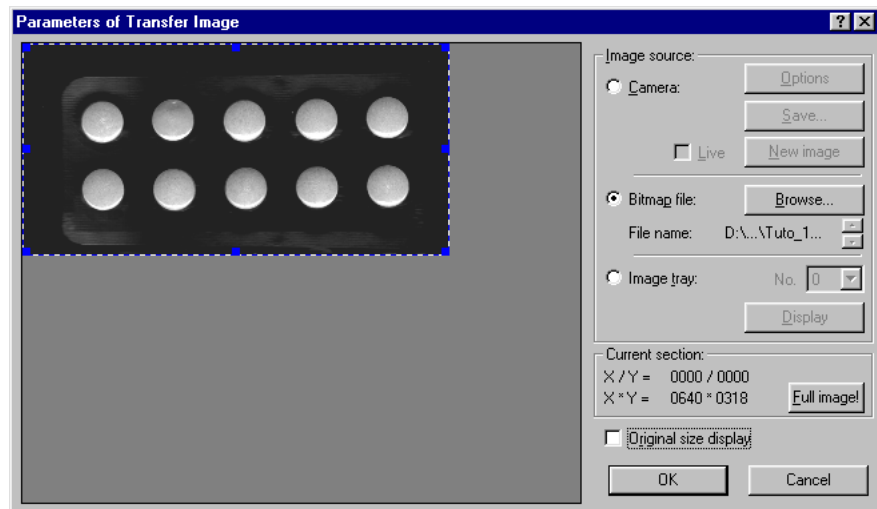 Parameters of Transfer Image
Image source:
Camera:
Options
Save...
Live
New image
Bitmap file:
Browse...
File name: D:\...\Tuto_1...
Image tray:
No. 0
Display
Current section:
X / Y = 0000 / 0000
X * Y = 0640 * 0318
Full image!
Original size display
OK
Cancel